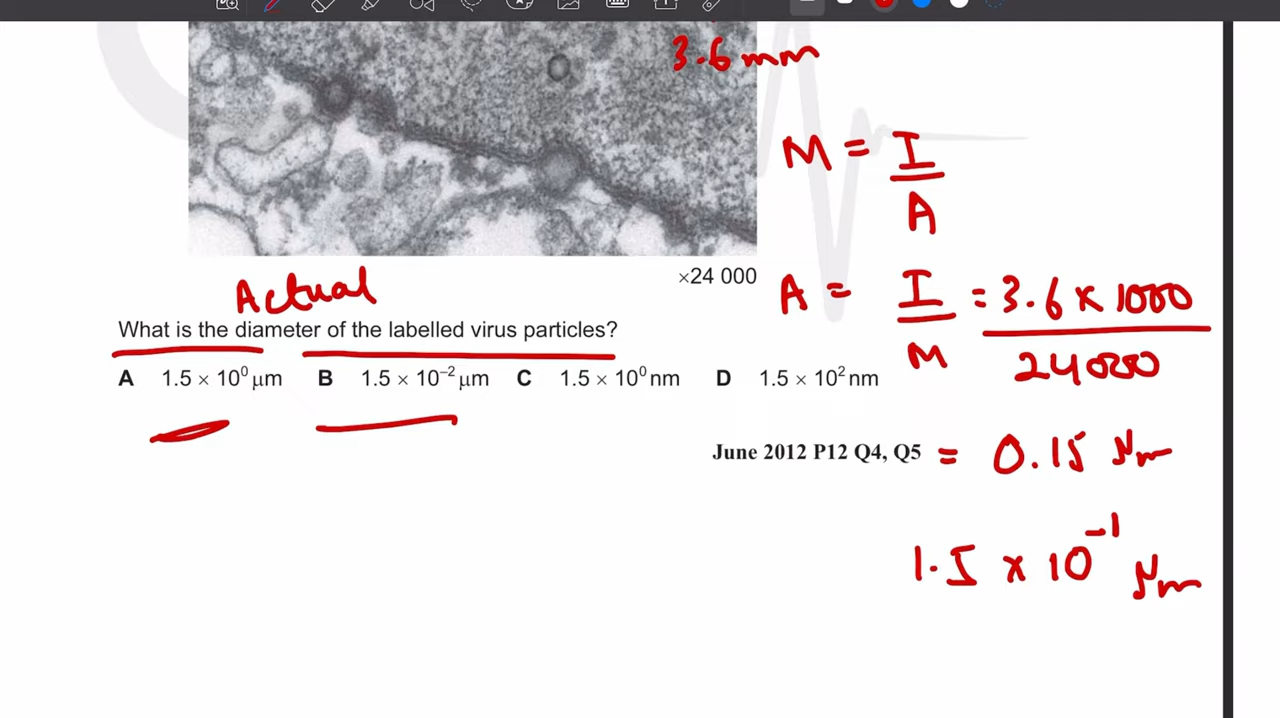 3.6 mm
M = I / A
×24 000
Actual
A = I / M = 3.6 × 1000 / 24000
What is the diameter of the labelled virus particles?
A 1.5 × 10⁰ μm B 1.5 × 10⁻² μm C 1.5 × 10⁰ nm D 1.5 × 10² nm
June 2012 P12 Q4, Q5 = 0.15 μm
1.5 × 10⁻¹ μm